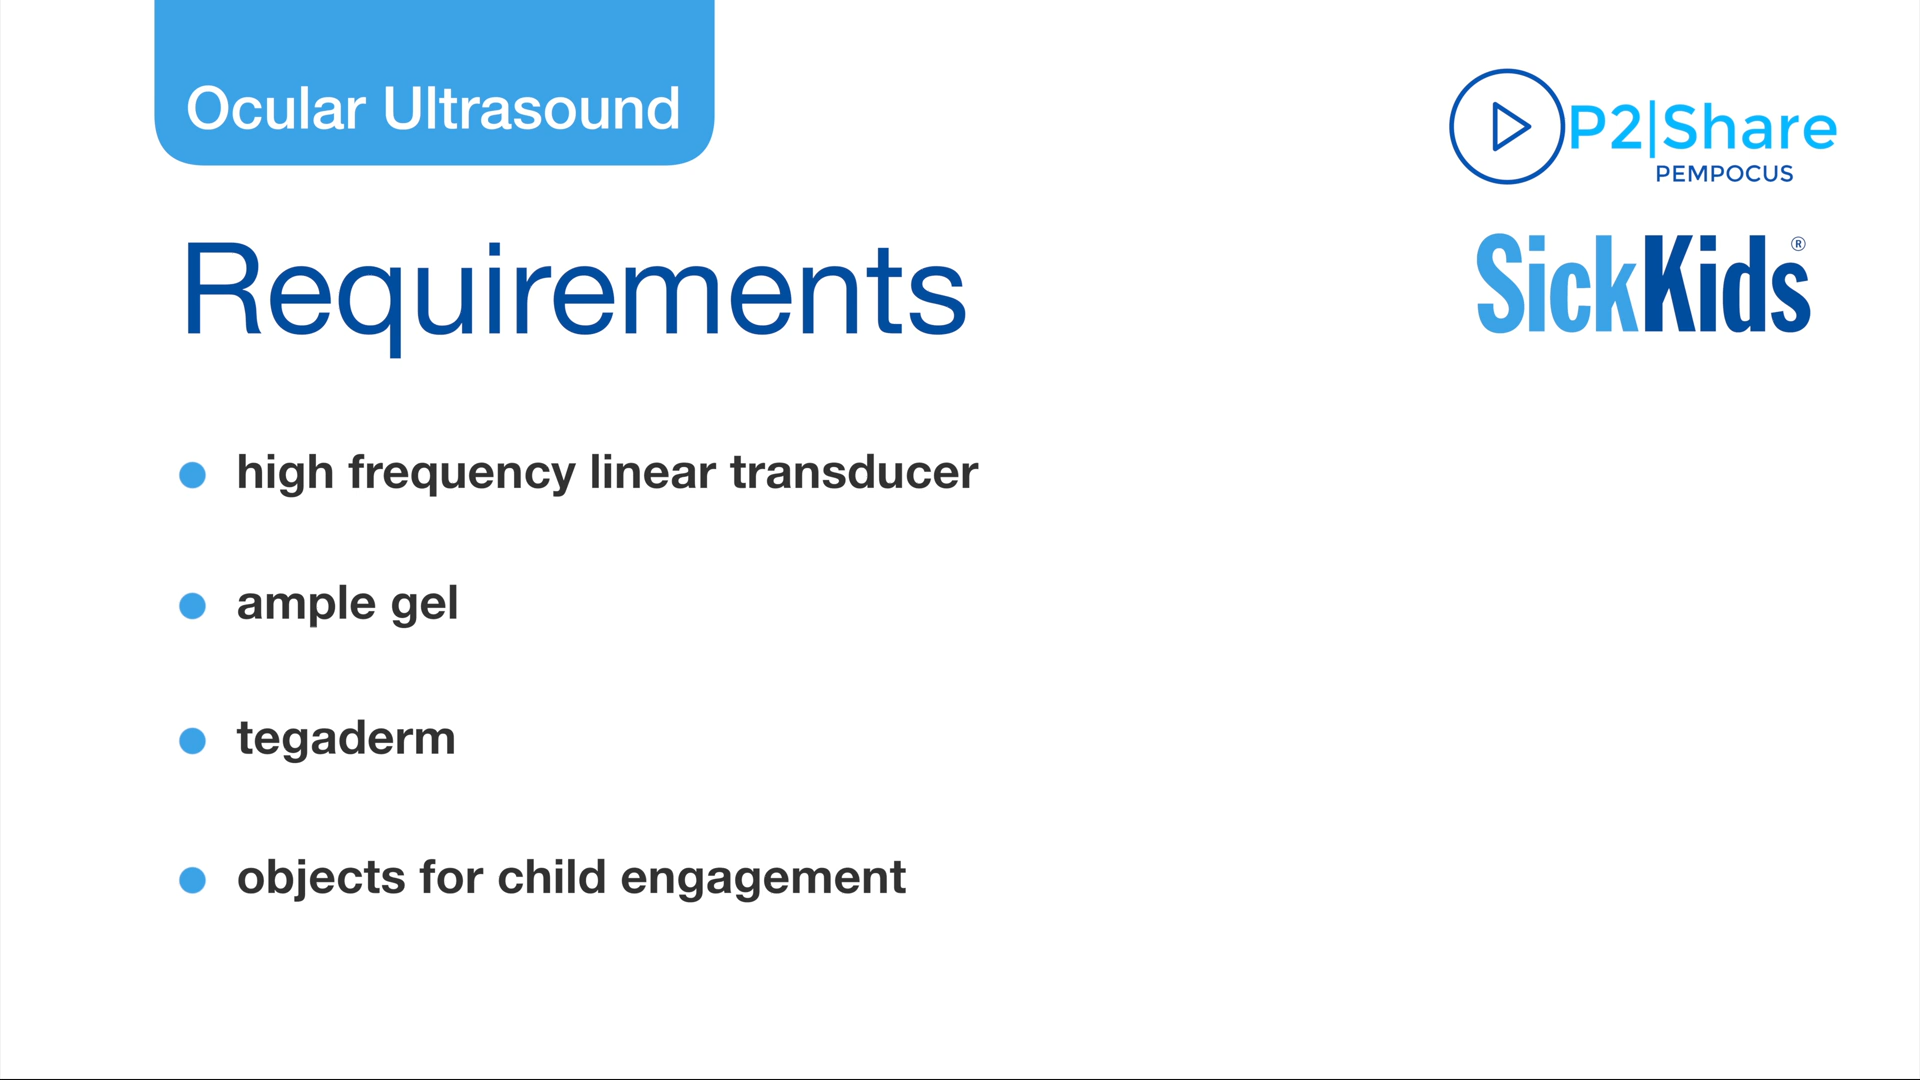 Ocular Ultrasound
P2|Share
PEMPOCUS
SickKids®
Requirements
high frequency linear transducer
ample gel
tegaderm
objects for child engagement